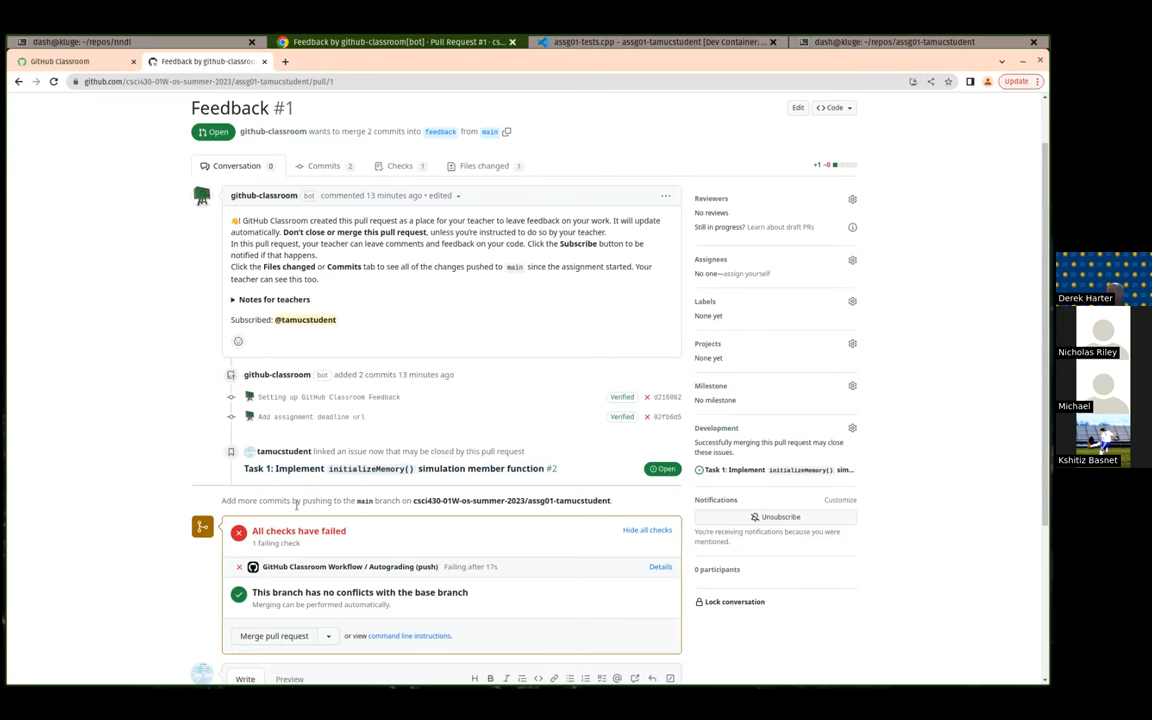 dash@kluge: ~/repos/nndl
Feedback by github-classroom[bot] · Pull Request #1 · cs...
assg01-tests.cpp - assg01-tamucstudent [Dev Container: ...
dash@kluge: ~/repos/assg01-tamucstudent
GitHub Classroom
Feedback by github-classroo
github.com/csci430-01W-os-summer-2023/assg01-tamucstudent/pull/1
Update
Feedback #1
Edit
Code
Open
github-classroom wants to merge 2 commits into feedback from main
Conversation 0
Commits 2
Checks 1
Files changed 1
+1 −0
github-classroom bot commented 13 minutes ago • edited
👋! GitHub Classroom created this pull request as a place for your teacher to leave feedback on your work. It will update
automatically. Don't close or merge this pull request, unless you're instructed to do so by your teacher.
In this pull request, your teacher can leave comments and feedback on your code. Click the Subscribe button to be
notified if that happens.
Click the Files changed or Commits tab to see all of the changes pushed to main since the assignment started. Your
teacher can see this too.
Notes for teachers
Subscribed: @tamucstudent
github-classroom bot added 2 commits 13 minutes ago
Setting up GitHub Classroom Feedback
Verified
d216862
Add assignment deadline url
Verified
02fb6d5
tamucstudent linked an issue now that may be closed by this pull request
Task 1: Implement initializeMemory() simulation member function #2
Open
Add more commits by pushing to the main branch on csci430-01W-os-summer-2023/assg01-tamucstudent.
All checks have failed
1 failing check
Hide all checks
GitHub Classroom Workflow / Autograding (push) Failing after 17s
Details
This branch has no conflicts with the base branch
Merging can be performed automatically.
Merge pull request
or view command line instructions.
Write
Preview
Reviewers
No reviews
Still in progress? Learn about draft PRs
Assignees
No one—assign yourself
Labels
None yet
Projects
None yet
Milestone
No milestone
Development
Successfully merging this pull request may close
these issues.
Task 1: Implement initializeMemory() sim...
Notifications
Customize
Unsubscribe
You're receiving notifications because you were
mentioned.
0 participants
Lock conversation
Derek Harter
Nicholas Riley
Michael
Kshitiz Basnet